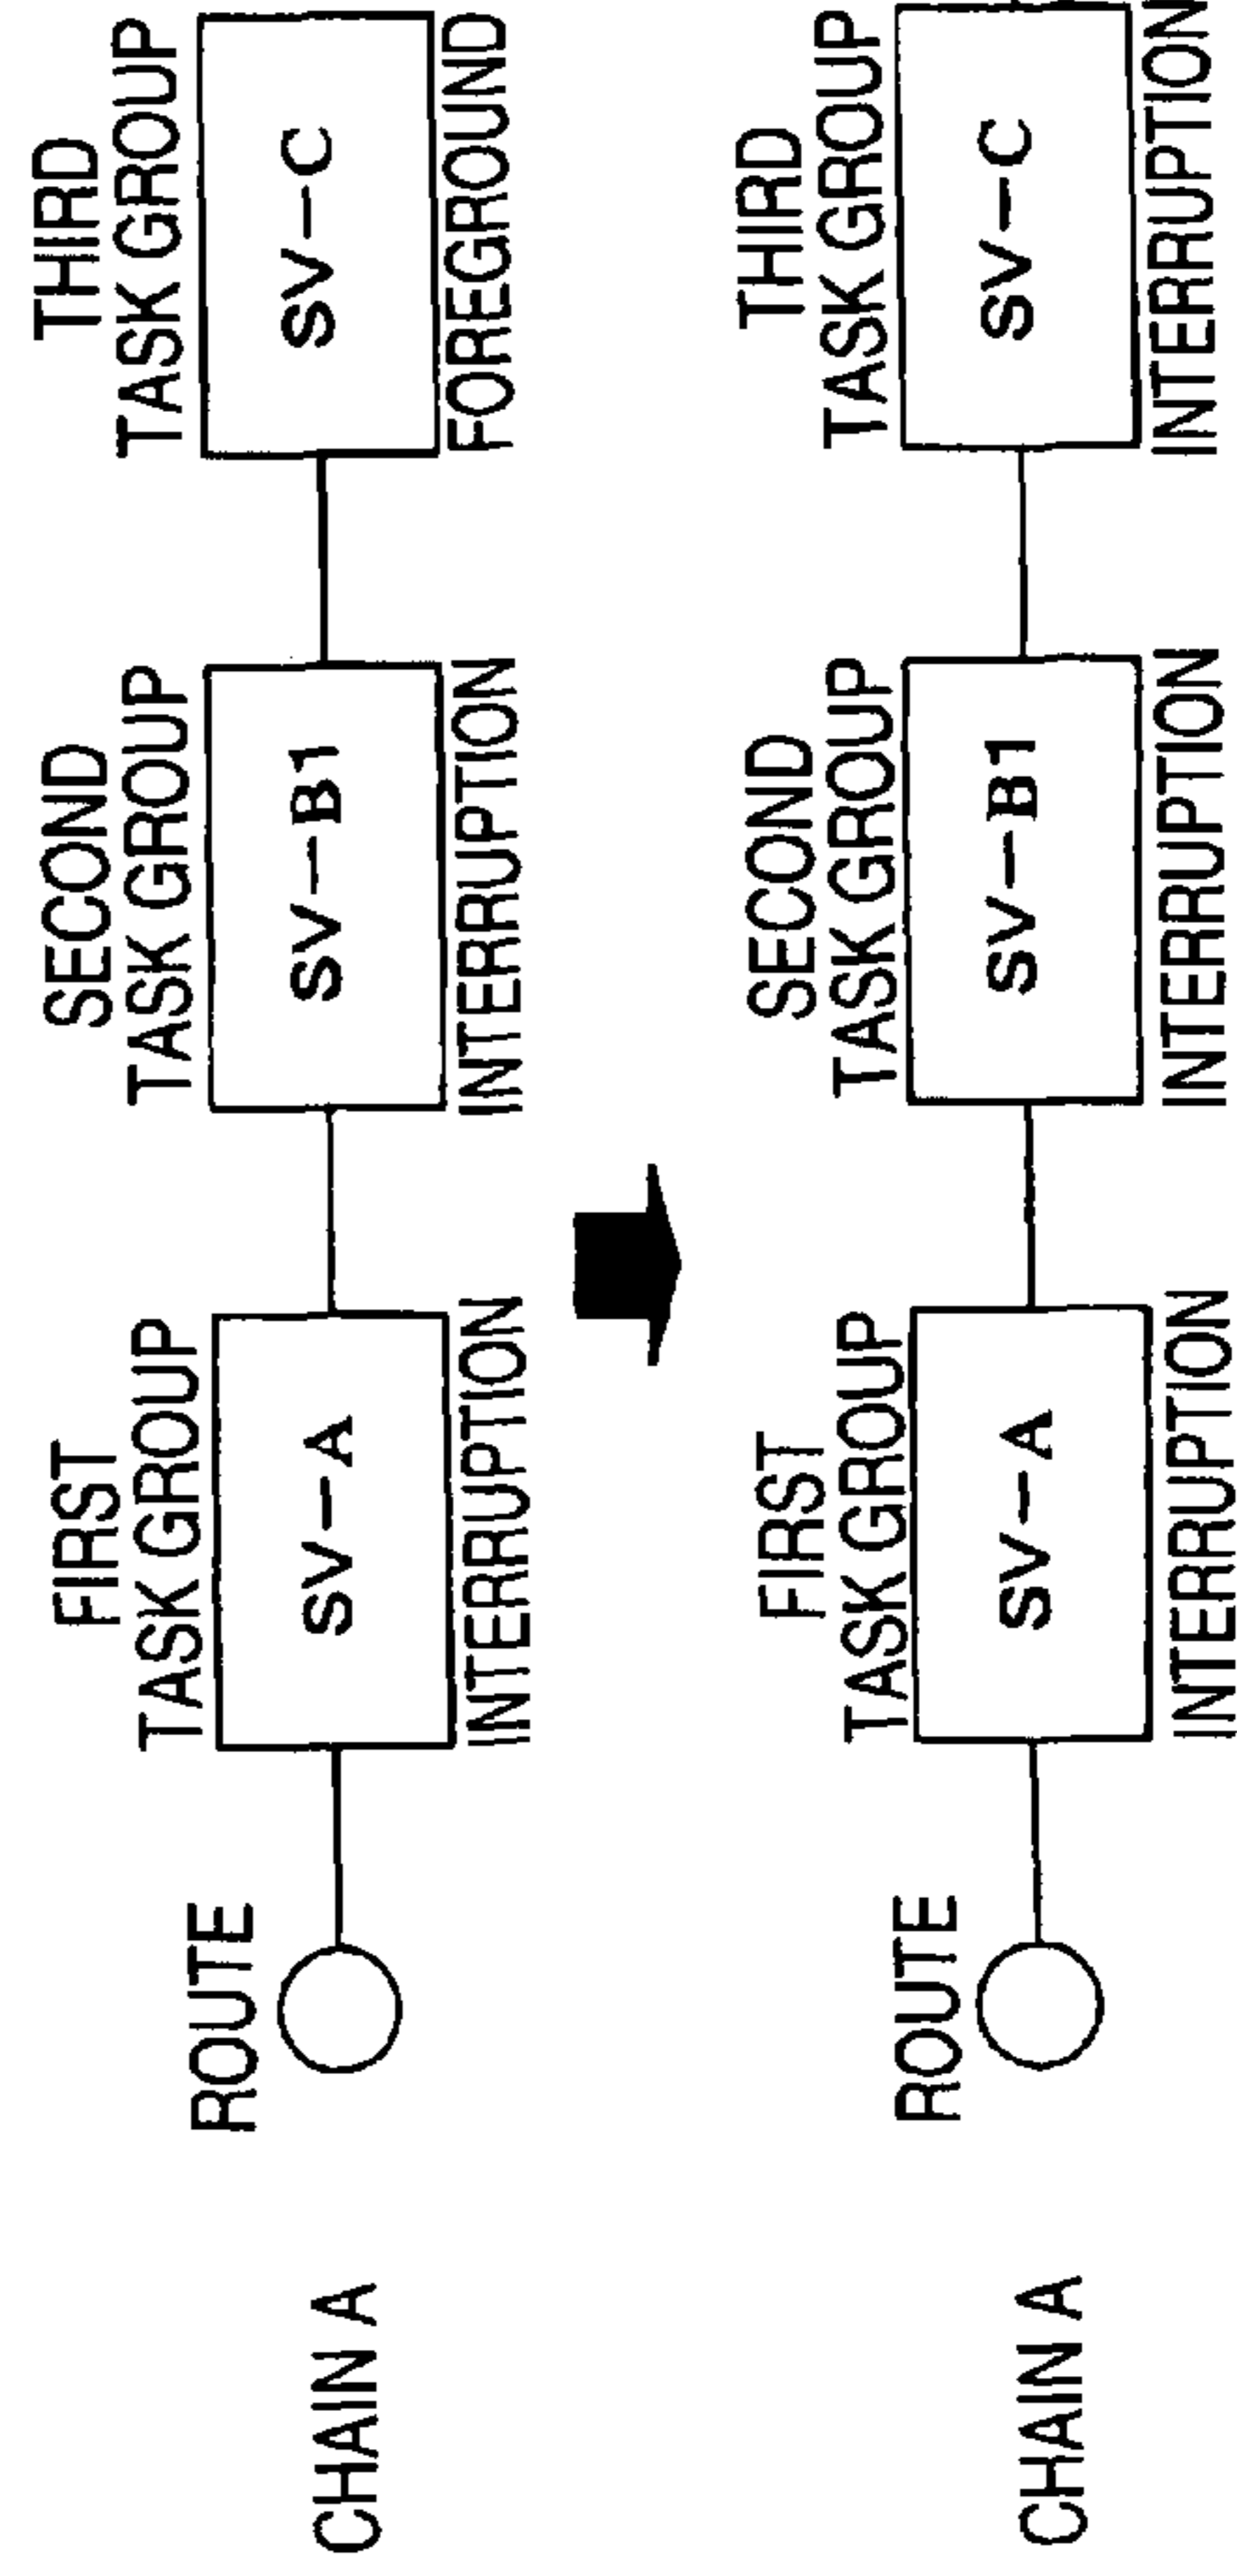 FIRST
TASK GROUP
SECOND
TASK GROUP
THIRD
TASK GROUP
ROUTE
CHAIN A
SV-A
SV-B1
SV-C
INTERRUPTION
INTERRUPTION
FOREGROUND
FIRST
TASK GROUP
SECOND
TASK GROUP
THIRD
TASK GROUP
ROUTE
CHAIN A
SV-A
SV-B1
SV-C
INTERRUPTION
INTERRUPTION
INTERRUPTION